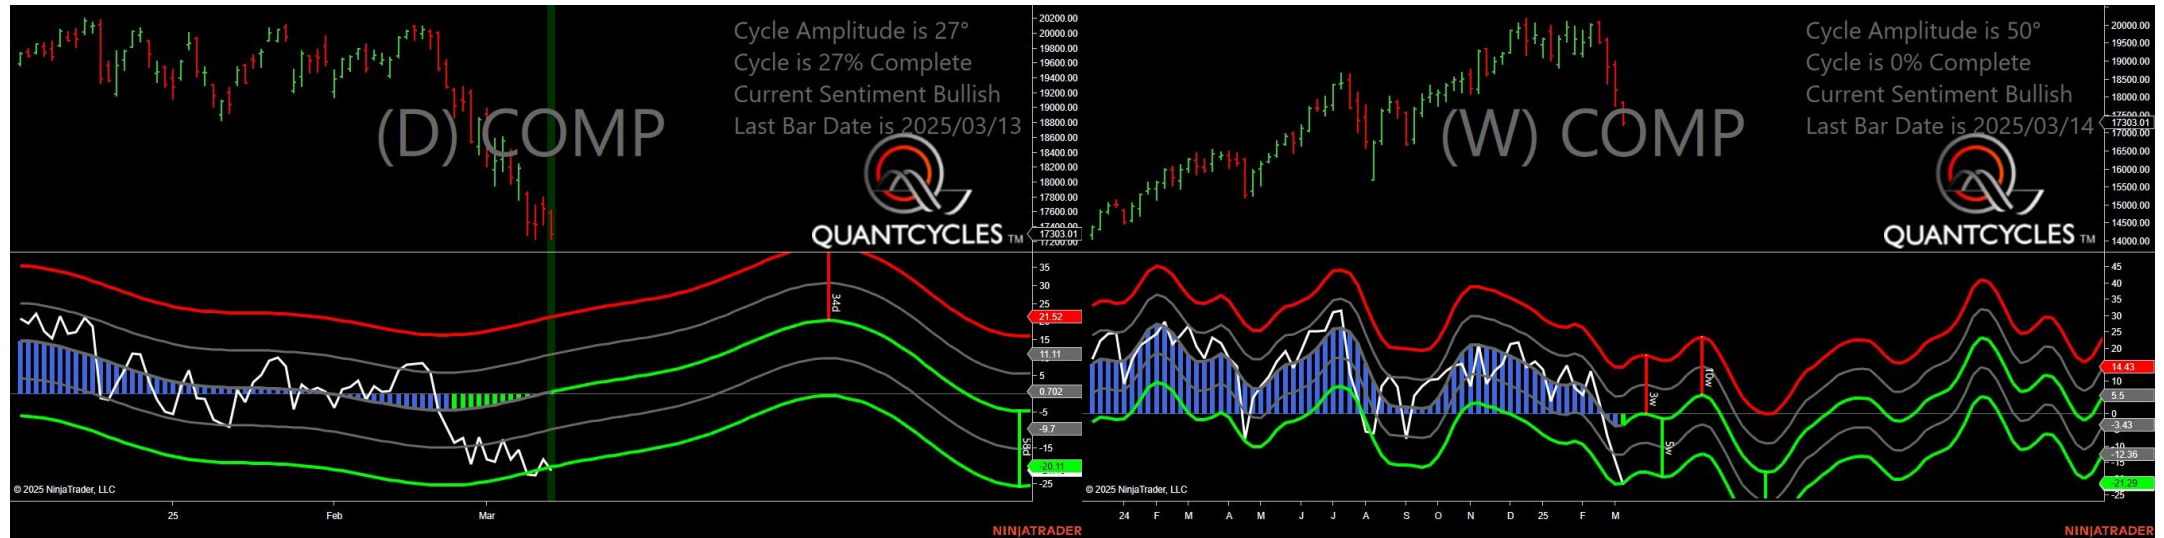 Cycle Amplitude is 27°
Cycle is 27% Complete
Current Sentiment Bullish
Last Bar Date is 2025/03/13
(D) COMP
QUANTCYCLES TM
20200.00
20000.00
19800.00
19600.00
19400.00
19200.00
19000.00
18800.00
18600.00
18400.00
18200.00
18000.00
17800.00
17600.00
17400.00
17303.01
17200.00
34d
58d
35
30
25
21.52
15
11.11
5
0.702
-5
-9.7
-15
-20.11
-25
© 2025 NinjaTrader, LLC
25
Feb
Mar
NINJATRADER
Cycle Amplitude is 50°
Cycle is 0% Complete
Current Sentiment Bullish
Last Bar Date is 2025/03/14
(W) COMP
QUANTCYCLES TM
20000.00
19500.00
19000.00
18500.00
18000.00
17303.01
17000.00
16500.00
16000.00
15500.00
15000.00
14500.00
14000.00
3w
5w
10w
45
40
35
30
25
20
14.43
10
5.5
0
-3.43
-12.36
-15
-21.29
-25
© 2025 NinjaTrader, LLC
24 F M A M J J A S O N D 25 F M
NINJATRADER